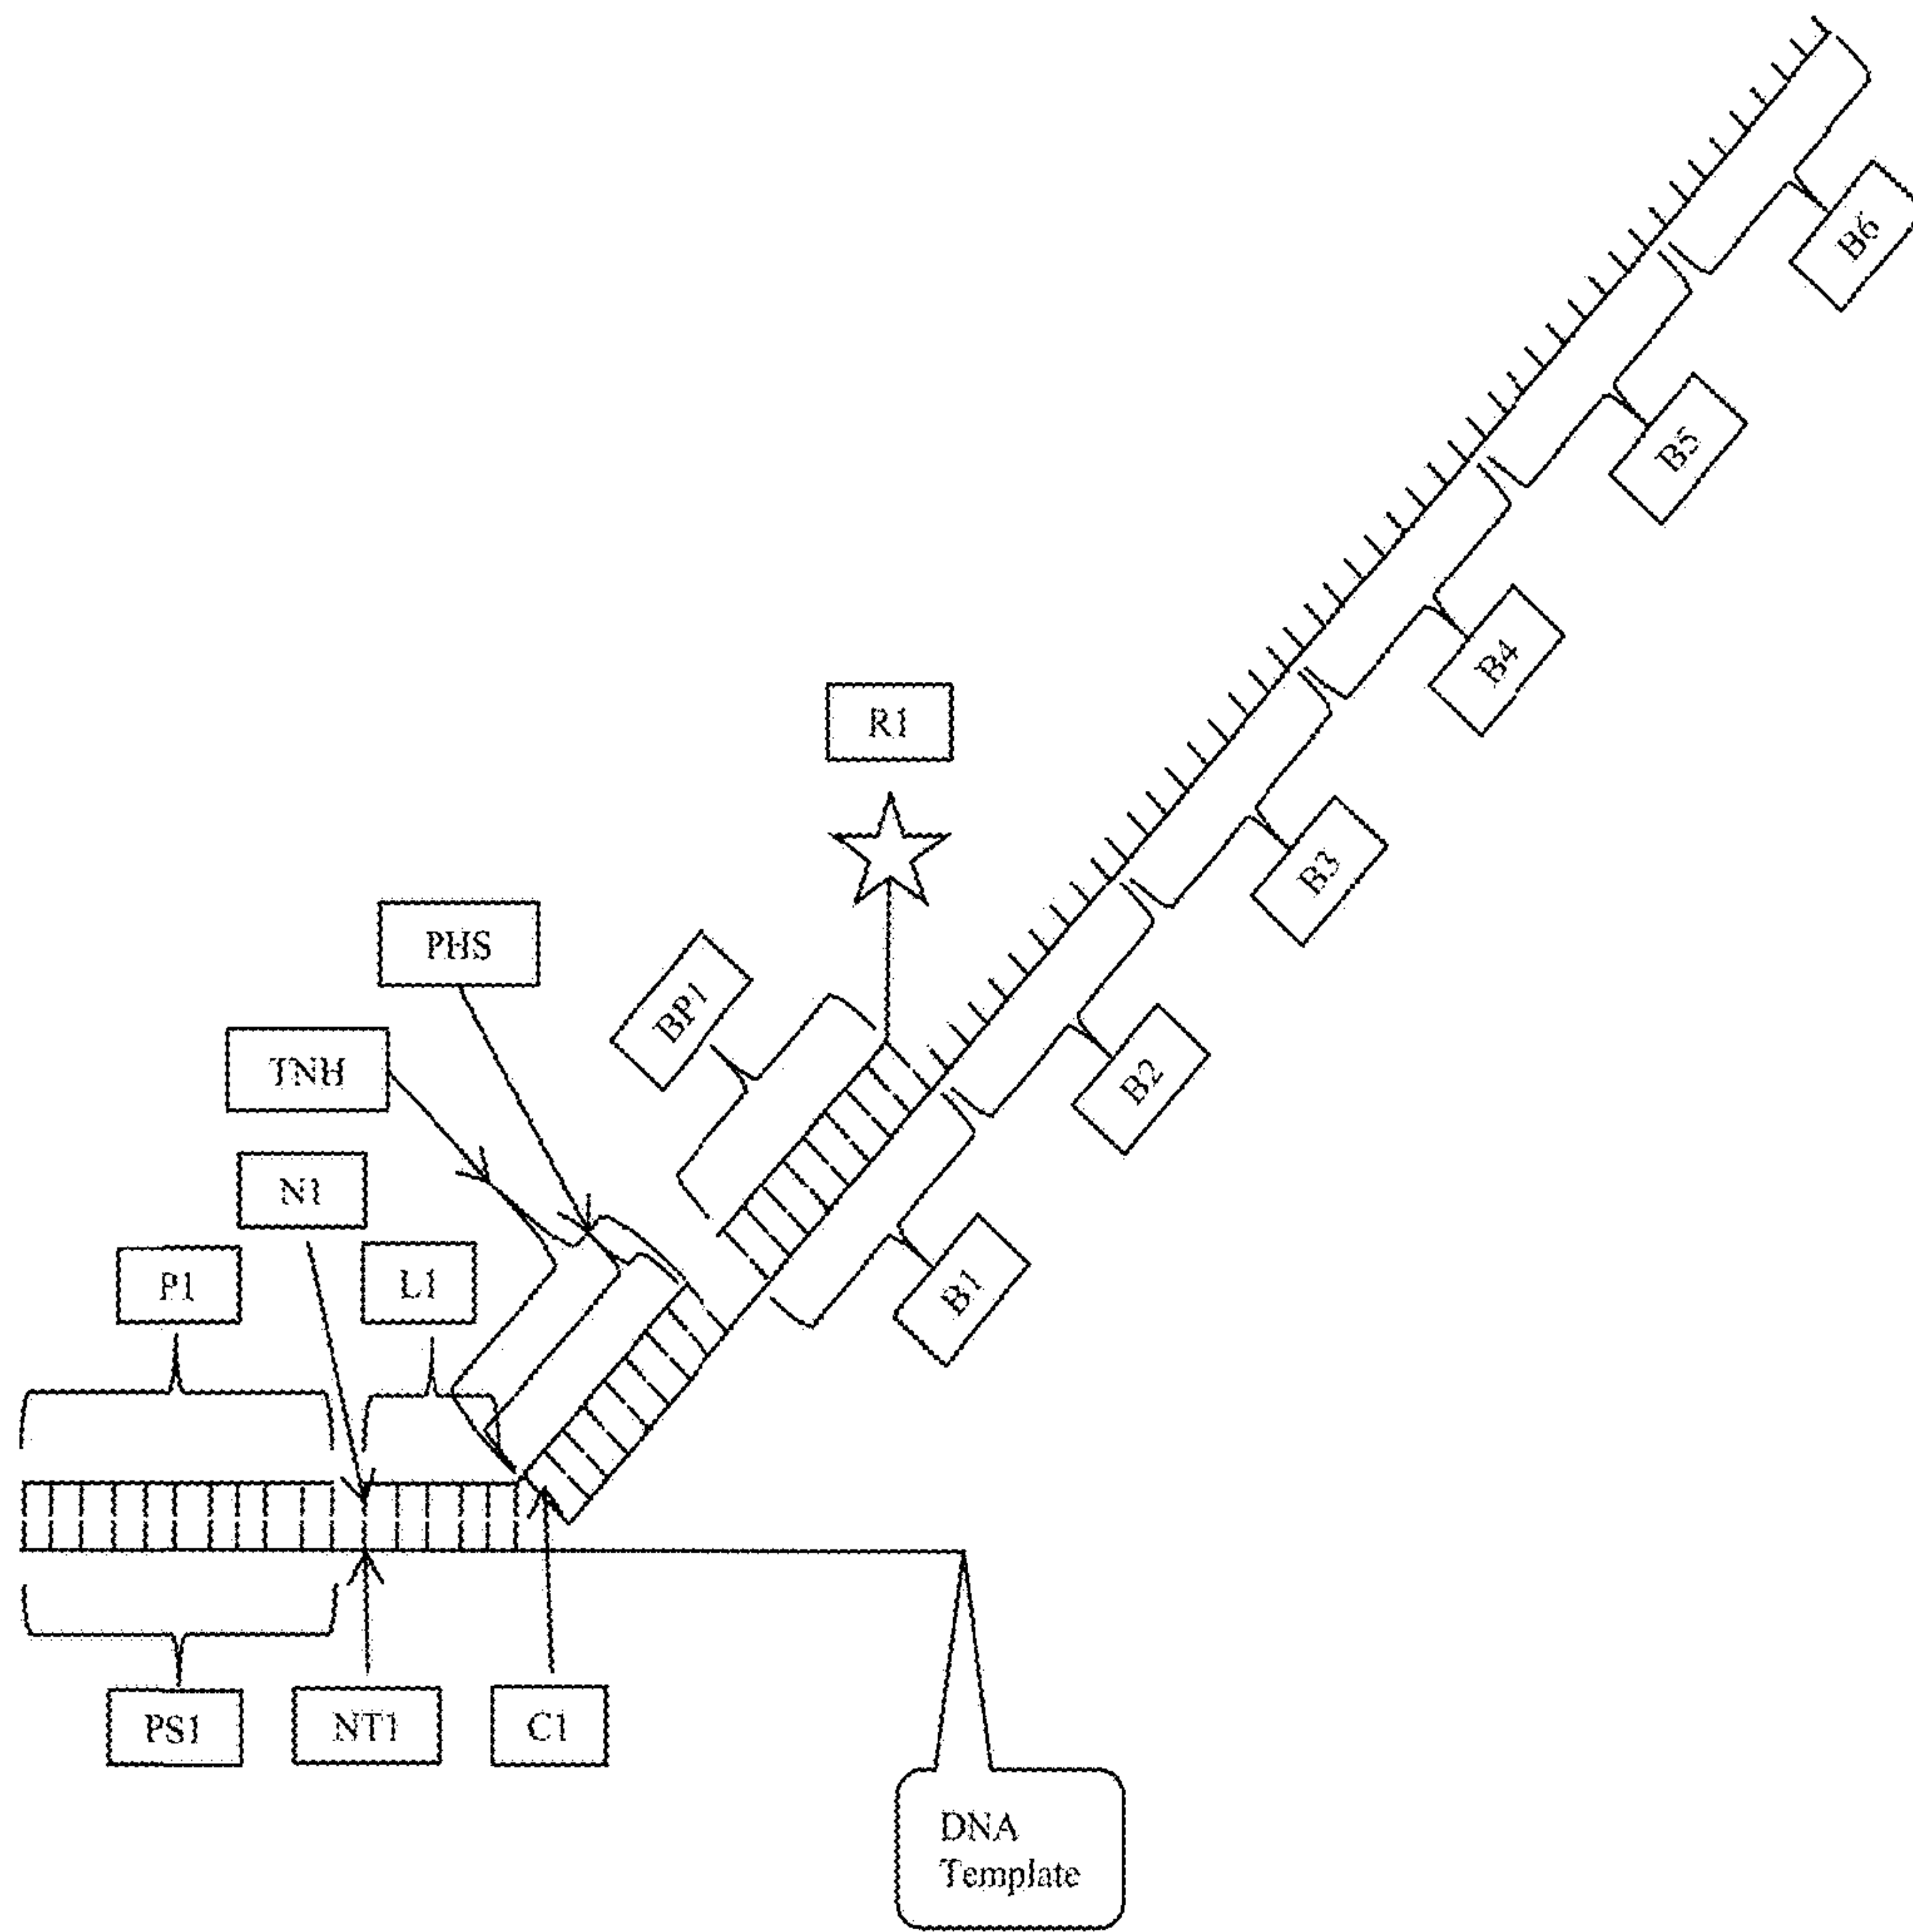 B6
B5
B4
R1
B3
PHS
BP1
TNH
B2
N1
P1
L1
B1
PS1
NT1
C1
DNA
Template